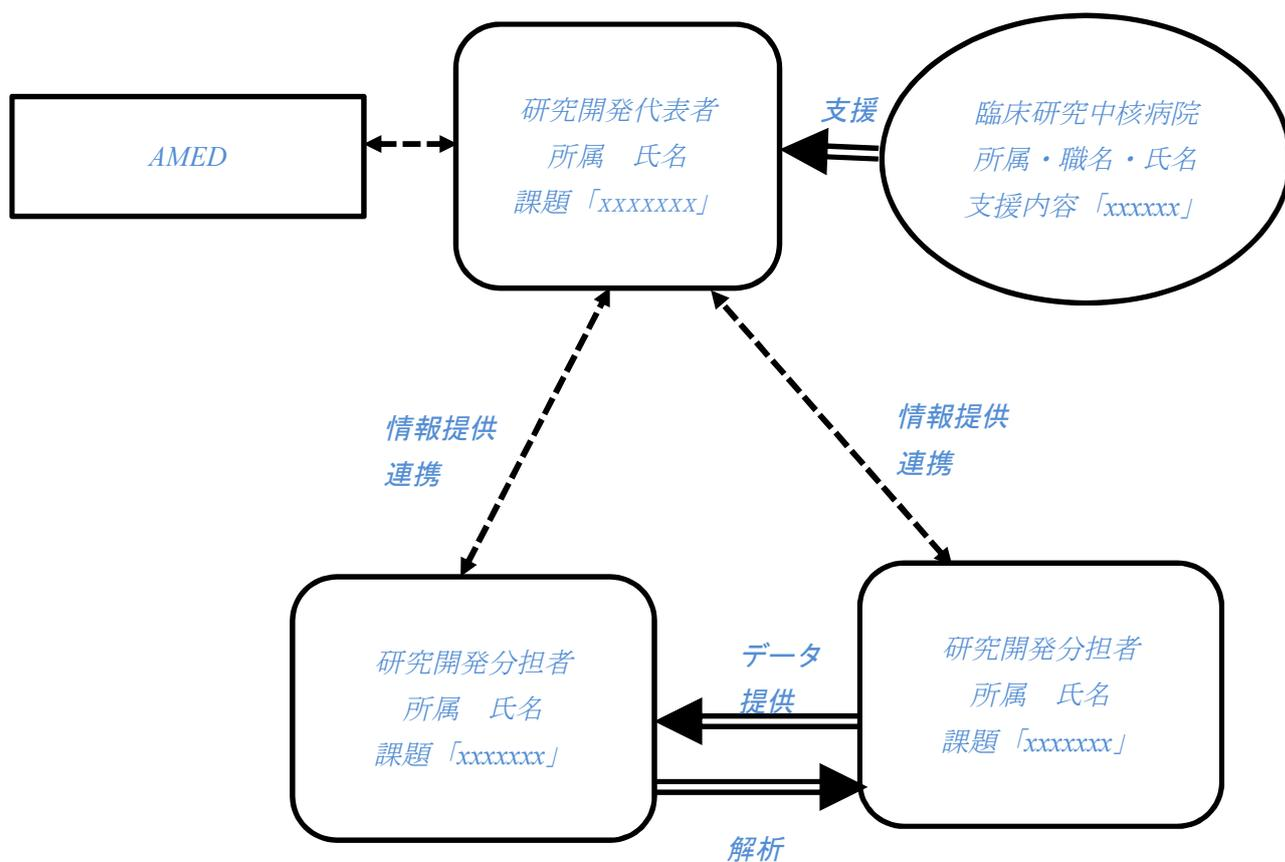 AMED
研究開発代表者
所属　氏名
課題「xxxxxxx」
支援
臨床研究中核病院
所属・職名・氏名
支援内容「xxxxxx」
情報提供
連携
情報提供
連携
研究開発分担者
所属　氏名
課題「xxxxxxx」
データ
提供
解析
研究開発分担者
所属　氏名
課題「xxxxxxx」